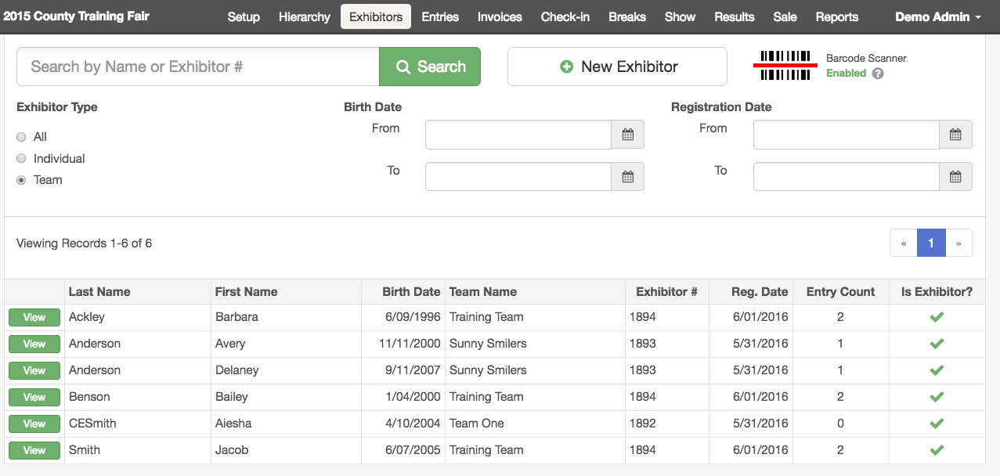 2015 County Training Fair Setup Hierarchy Exhibitors Entries Invoices Check-in Breaks Show Results Sale Reports Demo Admin
Search by Name or Exhibitor # Search New Exhibitor Barcode Scanner
Enabled ?
Exhibitor Type Birth Date Registration Date
From From
All
Individual
To To
Team
Viewing Records 1-6 of 6 « 1 »
Last Name First Name Birth Date Team Name Exhibitor # Reg. Date Entry Count Is Exhibitor?
View Ackley Barbara 6/09/1996 Training Team 1894 6/01/2016 2
View Anderson Avery 11/11/2000 Sunny Smilers 1893 5/31/2016 1
View Anderson Delaney 9/11/2007 Sunny Smilers 1893 5/31/2016 1
View Benson Bailey 1/04/2000 Training Team 1894 6/01/2016 2
View CESmith Aiesha 4/10/2004 Team One 1892 5/31/2016 0
View Smith Jacob 6/07/2005 Training Team 1894 6/01/2016 2